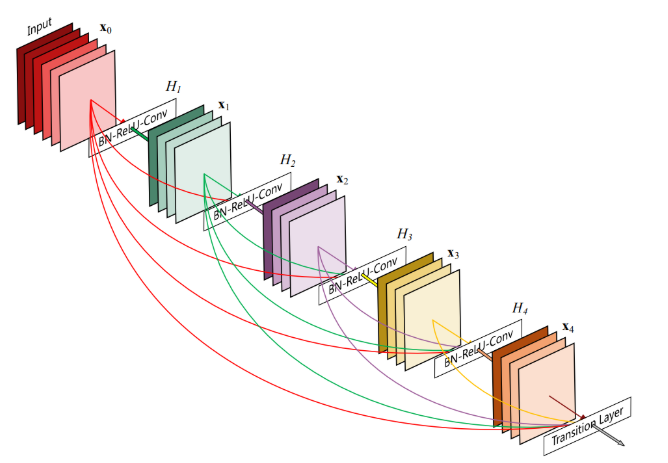 Input
x0
H1
BN-ReLU-Conv
x1
H2
BN-ReLU-Conv
x2
H3
BN-ReLU-Conv
x3
H4
BN-ReLU-Conv
x4
Transition Layer